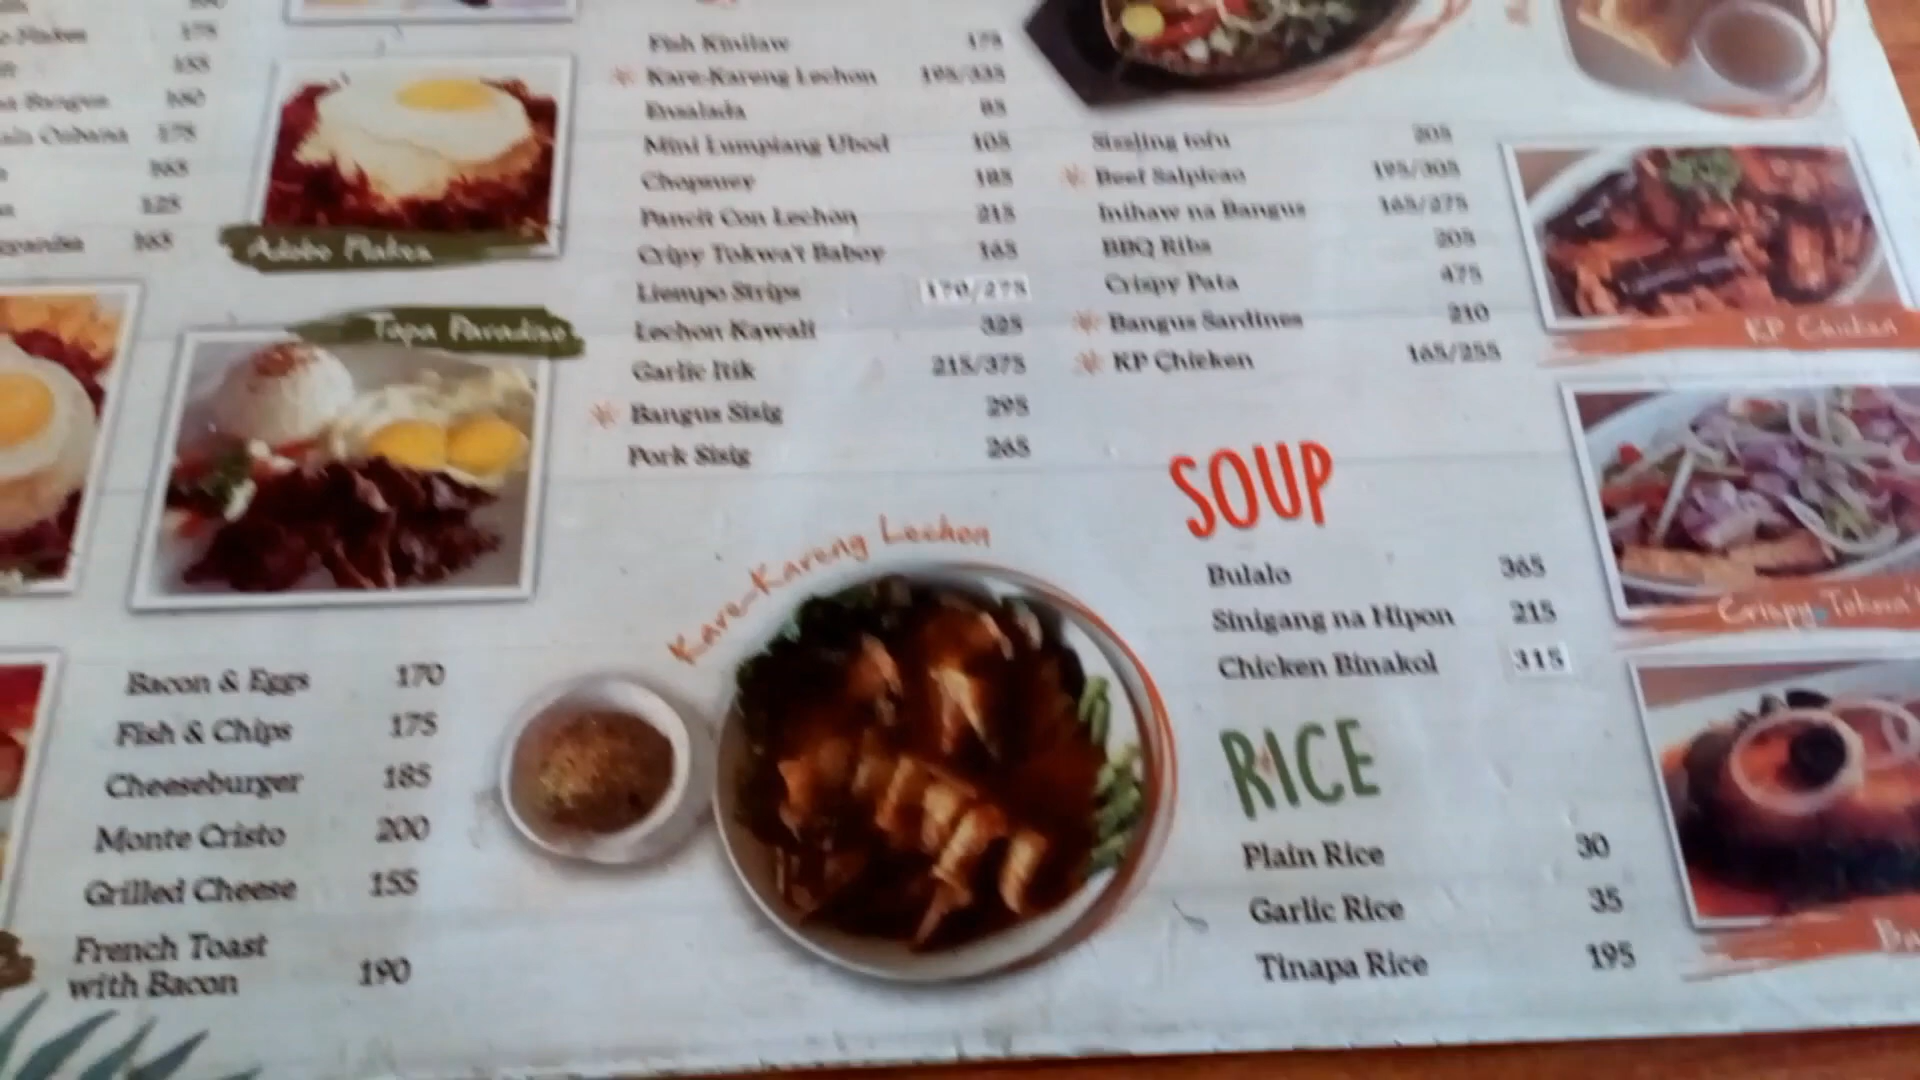 Adobo Flakes
Tapa Paradiso
Bacon & Eggs 170
Fish & Chips 175
Cheeseburger 185
Monte Cristo 200
Grilled Cheese 155
French Toast
with Bacon 190
Fish Kinilaw 175
Kare-Kareng Lechon 195/335
Ensalada 85
Mini Lumpiang Ubod 105
Chopsuey 185
Pancit Con Lechon 215
Cripy Tokwa't Baboy 165
Liempo Strips 170/275
Lechon Kawali 325
Garlic Itik 215/375
Bangus Sisig 295
Pork Sisig 265
Kare-Kareng Lechon
Sizzling tofu 205
Beef Salpicao 195/305
Inihaw na Bangus 165/275
BBQ Ribs 205
Crispy Pata 475
Bangus Sardines 210
KP Chicken 165/255
SOUP
Bulalo 365
Sinigang na Hipon 215
Chicken Binakol 315
RICE
Plain Rice 30
Garlic Rice 35
Tinapa Rice 195
KP Chicken
Crispy Tokwa't